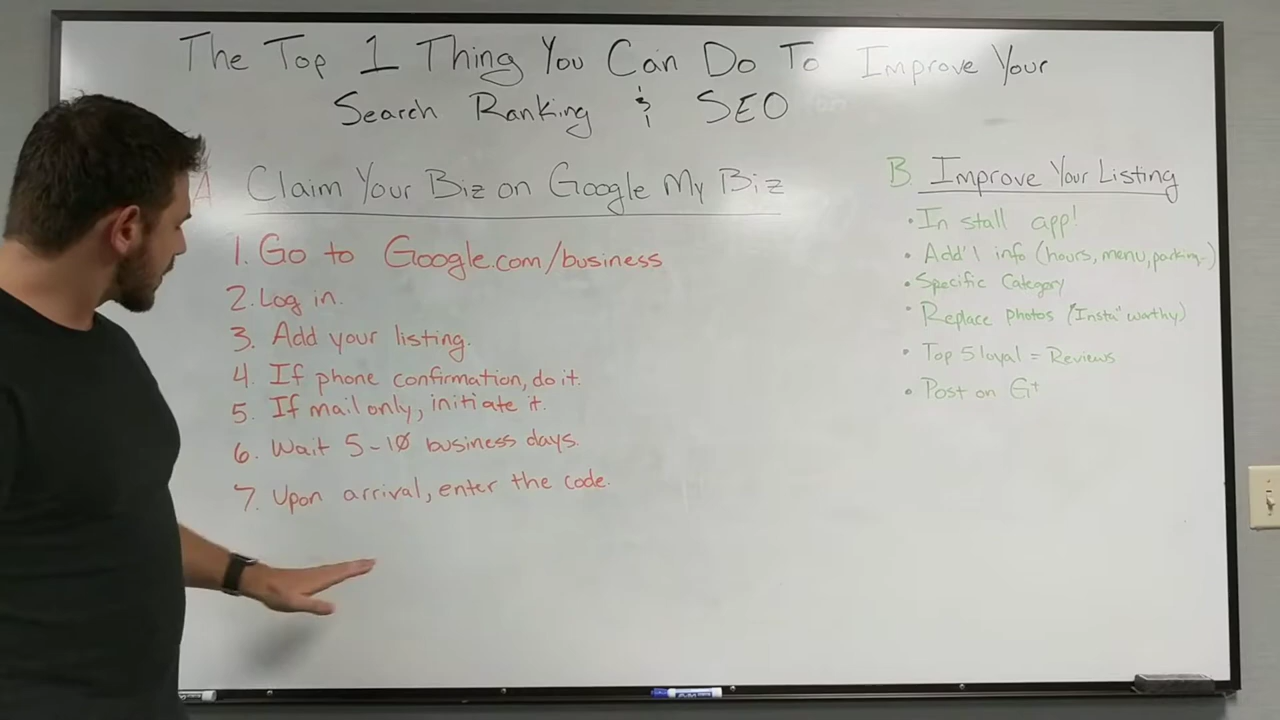 The Top 1 Thing You Can Do To Improve Your
Search Ranking & SEO
A Claim Your Biz on Google My Biz
1. Go to Google.com/business
2. Log in.
3. Add your listing.
4. If phone confirmation, do it.
5. If mail only, initiate it.
6. Wait 5-10 business days.
7. Upon arrival, enter the code.
B Improve Your Listing
• In stall app!
• Add'l info (hours, menu, parking..)
• Specific Category
• Replace photos ("Insta" worthy)
• Top 5 loyal = Reviews
• Post on G+